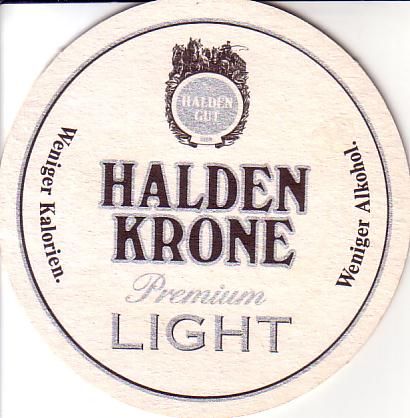 HALDEN
GUT
HALDEN
KRONE
Premium
LIGHT
Weniger Kalorien.
Weniger Alkohol.